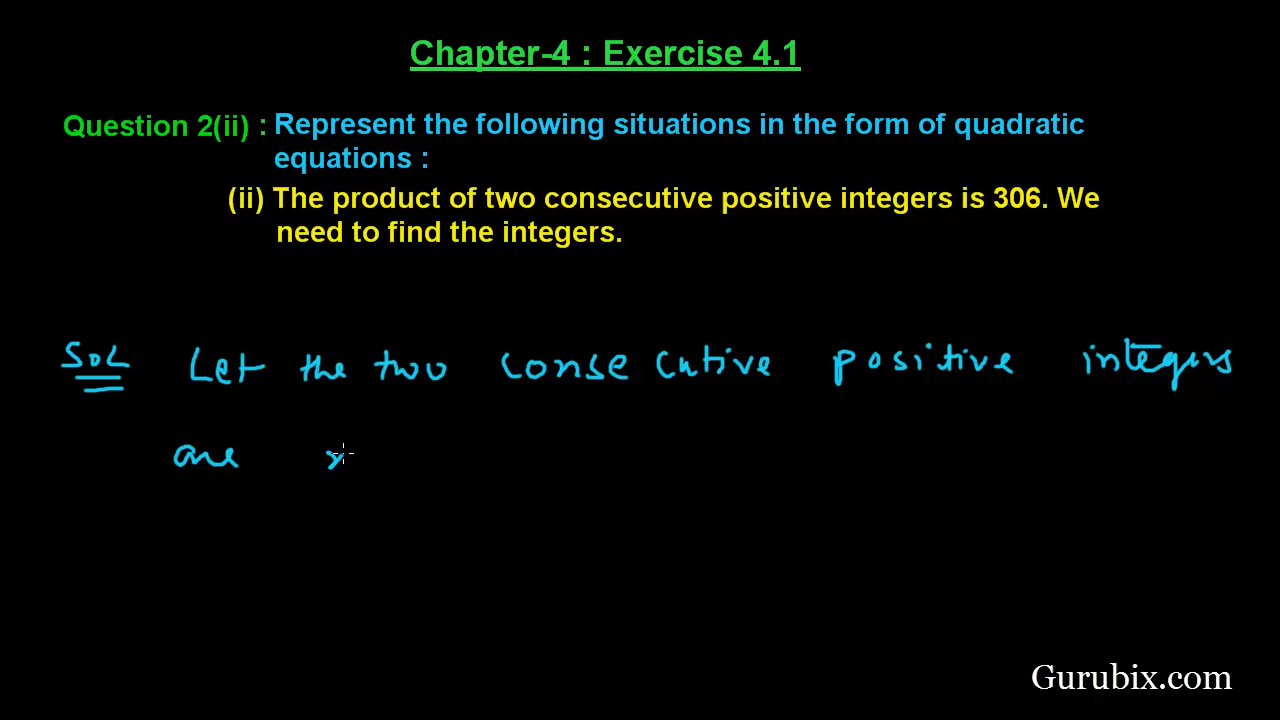 Chapter-4 : Exercise 4.1
Question 2(ii) : Represent the following situations in the form of quadratic
equations :
(ii) The product of two consecutive positive integers is 306. We
need to find the integers.
Sol Let the two consecutive positive integers
are x
Gurubix.com